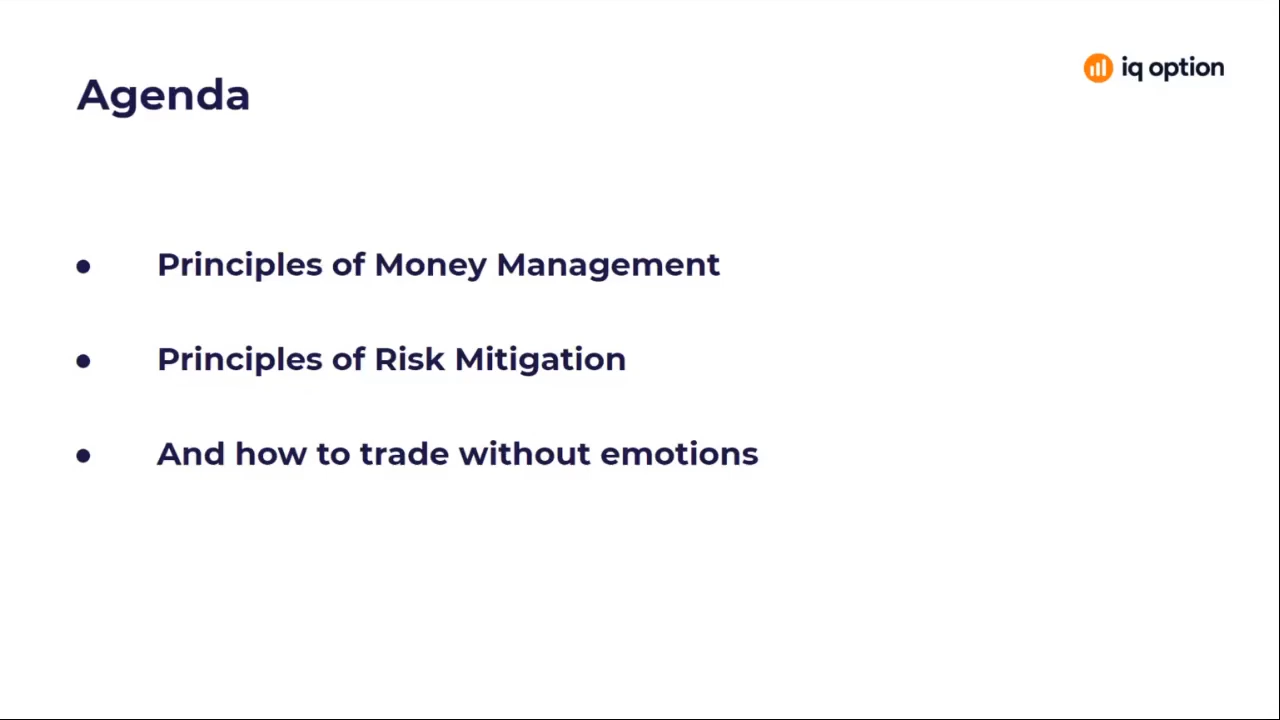 Agenda
iq option
● Principles of Money Management
● Principles of Risk Mitigation
● And how to trade without emotions